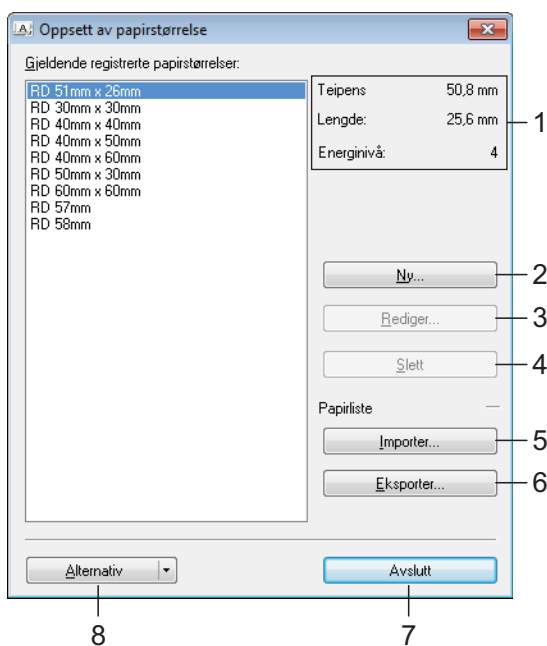 Oppsett av papirstørrelse
Gjeldende registrerte papirstørrelser:
RD 51mm x 26mm
RD 30mm x 30mm
RD 40mm x 40mm
RD 40mm x 50mm
RD 40mm x 60mm
RD 50mm x 30mm
RD 60mm x 60mm
RD 57mm
RD 58mm
Teipens 50,8 mm
Lengde: 25,6 mm
Energinivå: 4
1
Ny... 2
Rediger... 3
Slett 4
Papirliste
Importer... 5
Eksporter... 6
Alternativ Avslutt
8 7